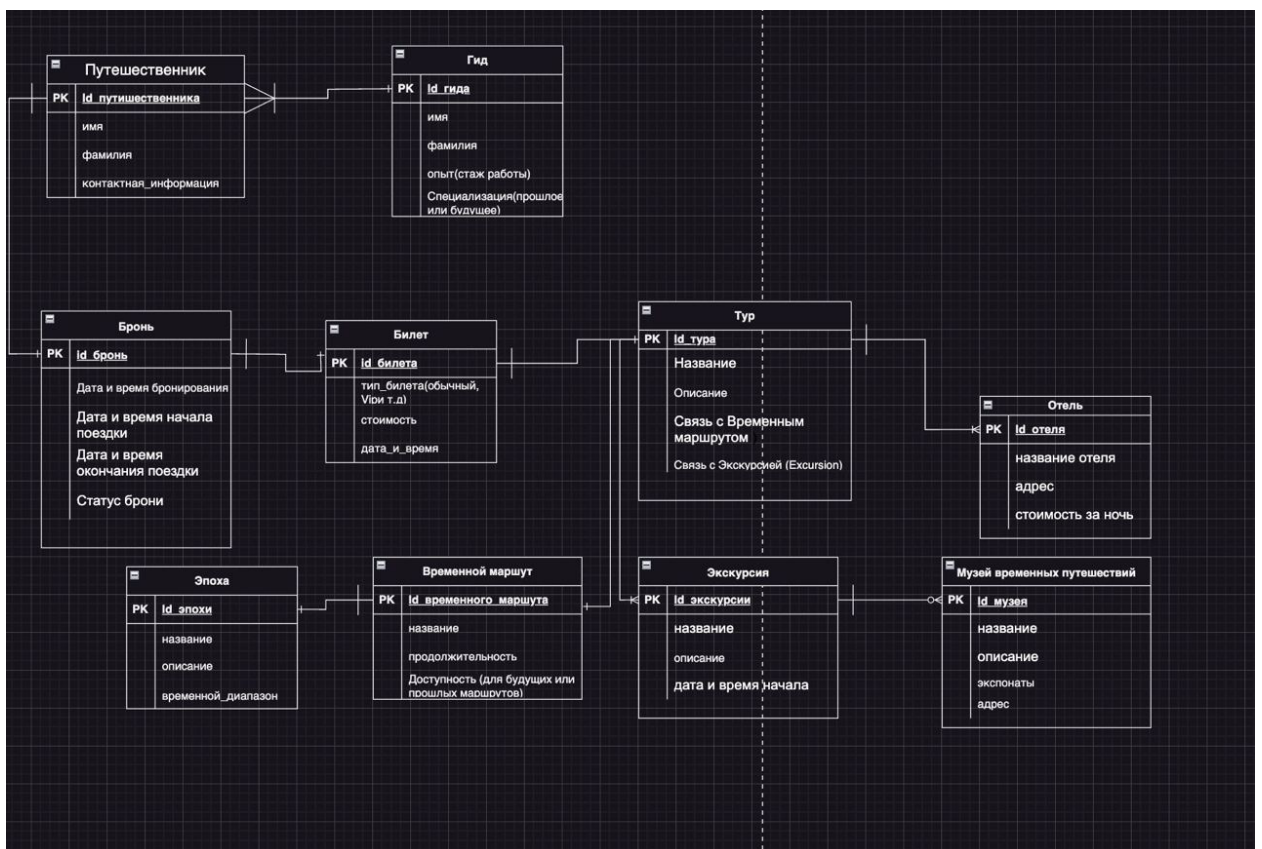 Путешественник
PK Id_путишественника
имя
фамилия
контактная_информация
Гид
PK Id_гида
имя
фамилия
опыт(стаж работы)
Специализация(прошлое
или будущее)
Бронь
PK id_бронь
Дата и время бронирования
Дата и время начала
поездки
Дата и время
окончания поездки
Статус брони
Билет
PK id_билета
тип_билета(обычный,
Vipи т.д)
стоимость
дата_и_время
Тур
PK Id_тура
Название
Описание
Связь с Временным
маршрутом
Связь с Экскурсией (Excursion)
Отель
PK Id_отеля
название отеля
адрес
стоимость за ночь
Эпоха
PK Id_эпохи
название
описание
временной_диапазон
Временной маршут
PK Id_временного_маршута
название
продолжительность
Доступность (для будущих или
прошлых маршрутов)
Экскурсия
PK Id_экскурсии
название
описание
дата и время начала
Музей временных путешествий
PK Id_музея
название
описание
экспонаты
адрес